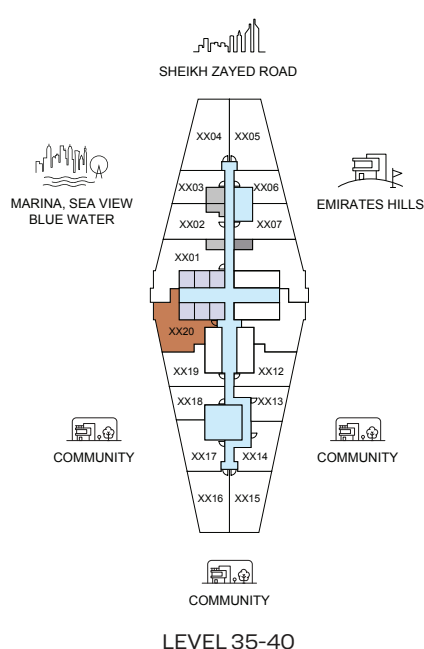 SHEIKH ZAYED ROAD
XX04 XX05
MARINA, SEA VIEW
BLUE WATER
XX03 XX06
EMIRATES HILLS
XX02 XX07
XX01
XX20
XX19 XX12
XX18 XX13
COMMUNITY
XX17 XX14
COMMUNITY
XX16 XX15
COMMUNITY
LEVEL 35-40